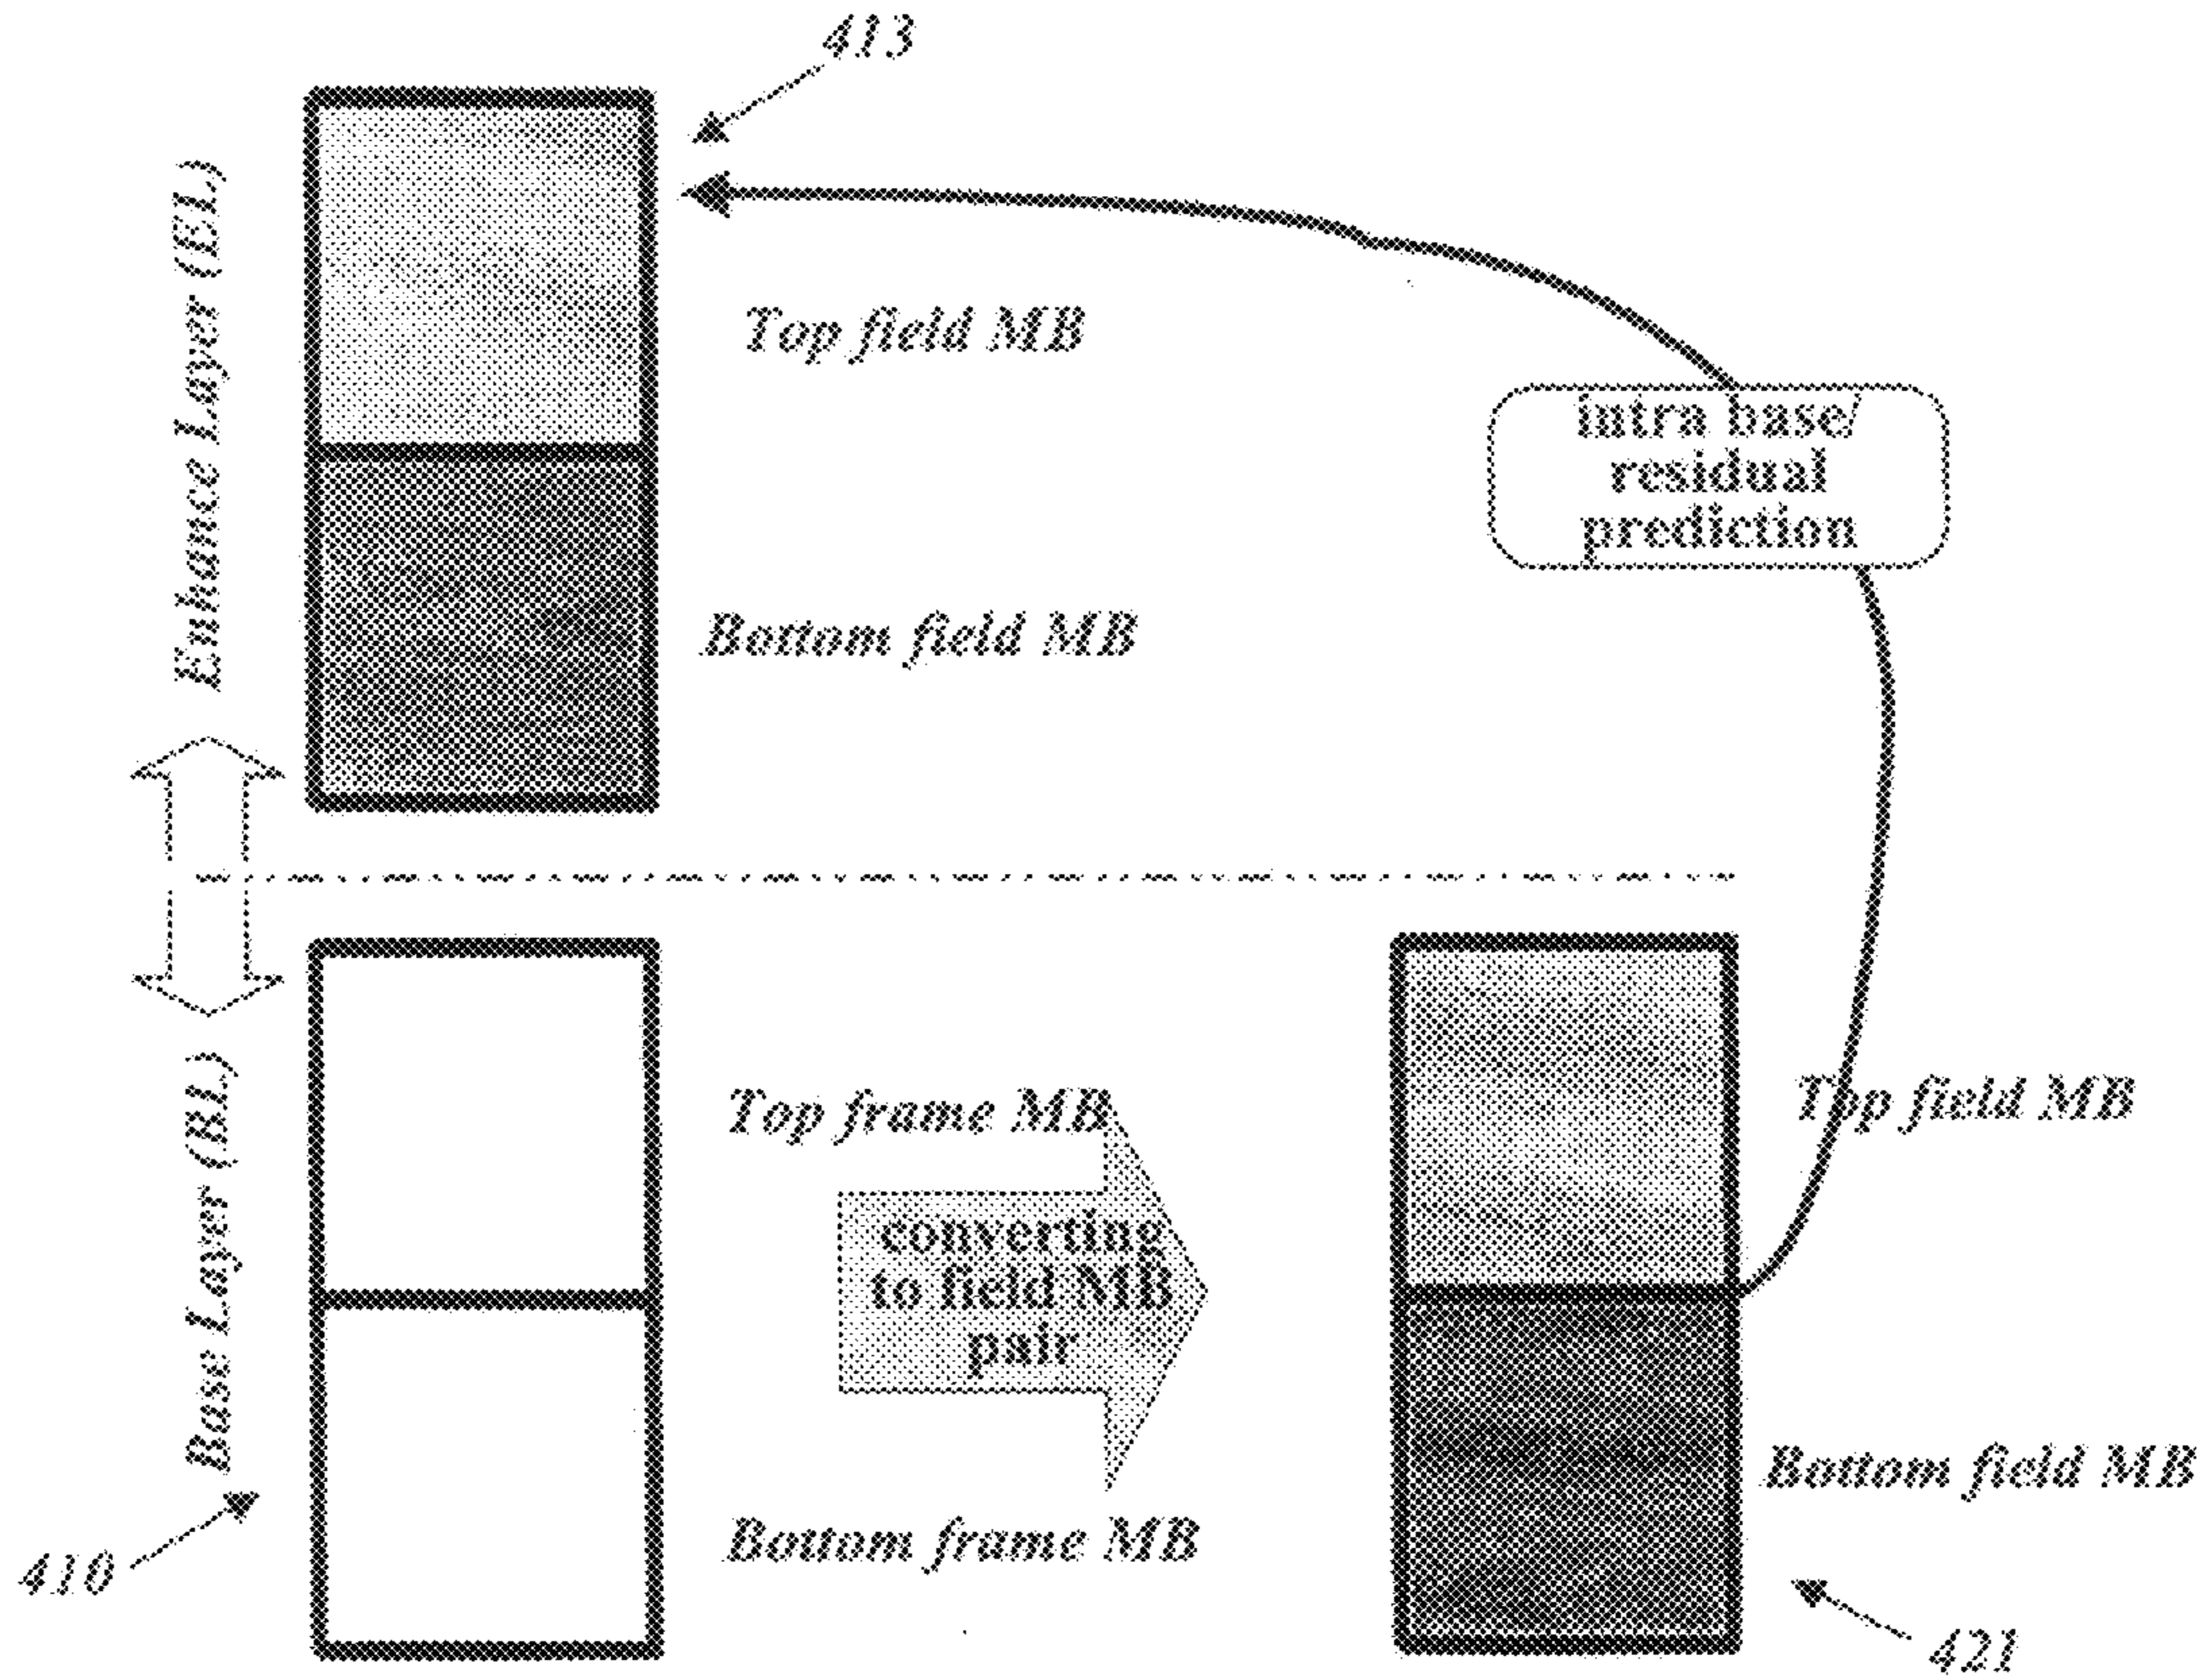 413
Enhance Layer (EL)
Top field MB
intra base/
residual
prediction
Bottom field MB
Base Layer (BL)
Top frame MB
Top field MB
converting
to field MB
pair
Bottom field MB
Bottom frame MB
410
421